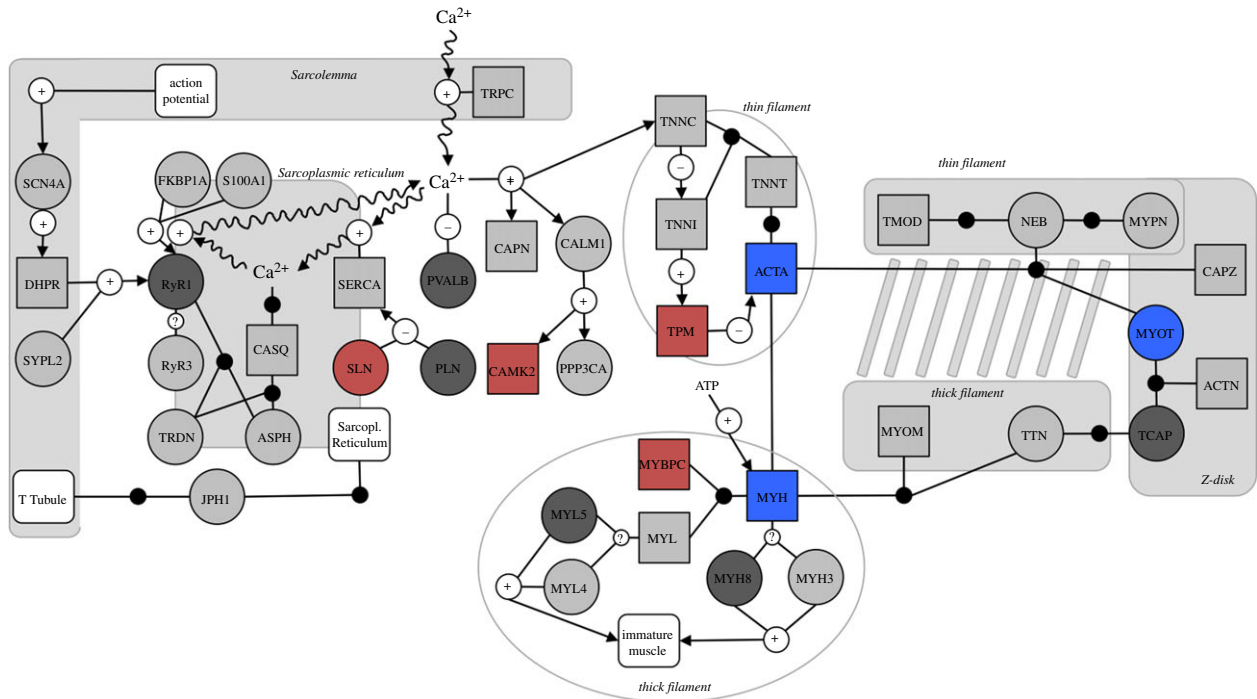 Ca2+
Sarcolemma
+
action
potential
+
TRPC
TNNC
thin filament
Sarcoplasmic reticulum
FKBP1A
S100A1
SCN4A
Ca2+
+
−
TNNT
thin filament
+
+
+
+
−
CAPN
CALM1
TNNI
TMOD
NEB
MYPN
DHPR
+
RyR1
Ca2+
SERCA
PVALB
+
ACTA
CAPZ
?
+
SYPL2
RyR3
CASQ
−
TPM
−
MYOT
SLN
PLN
CAMK2
PPP3CA
ATP
ACTN
thick filament
TRDN
ASPH
Sarcopl.
Reticulum
+
MYOM
TTN
TCAP
MYBPC
T Tubule
JPH1
MYH
Z-disk
MYL5
?
MYL
?
+
MYL4
MYH8
MYH3
immature
muscle
+
thick filament